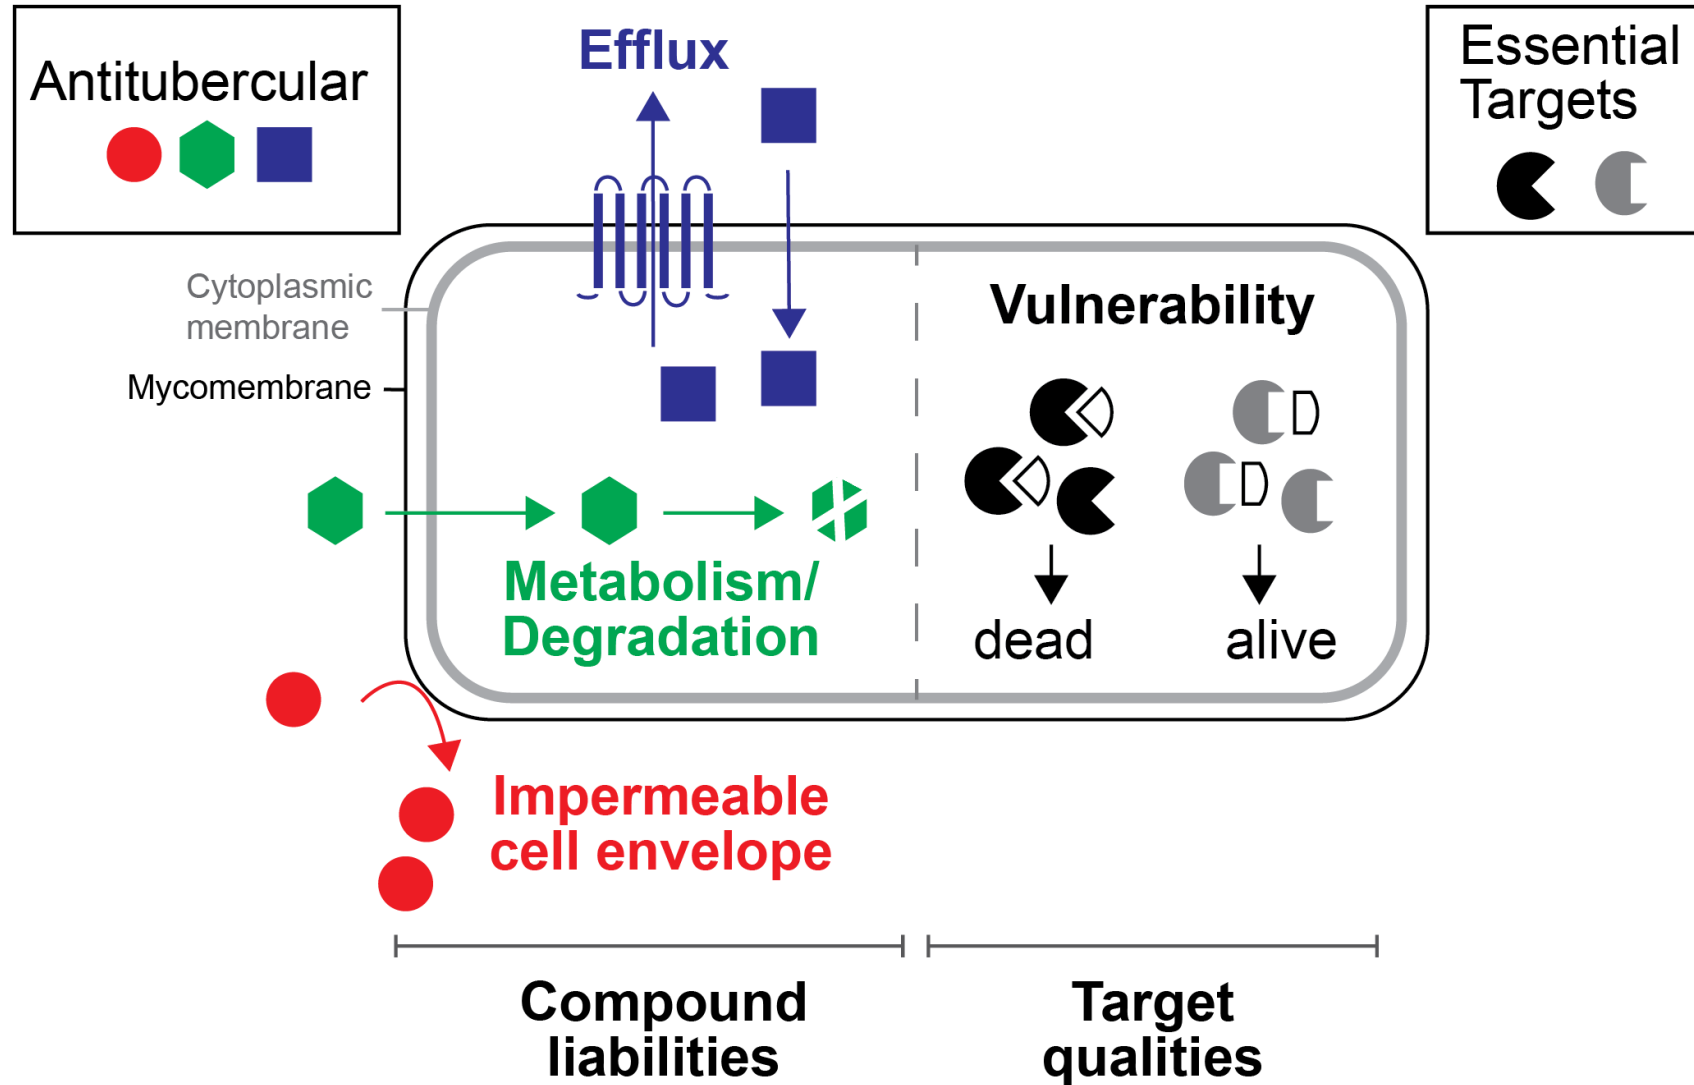 Antitubercular
Efflux
Essential
Targets
Cytoplasmic
membrane
Mycomembrane
Vulnerability
Metabolism/
Degradation
dead
alive
Impermeable
cell envelope
Compound
liabilities
Target
qualities